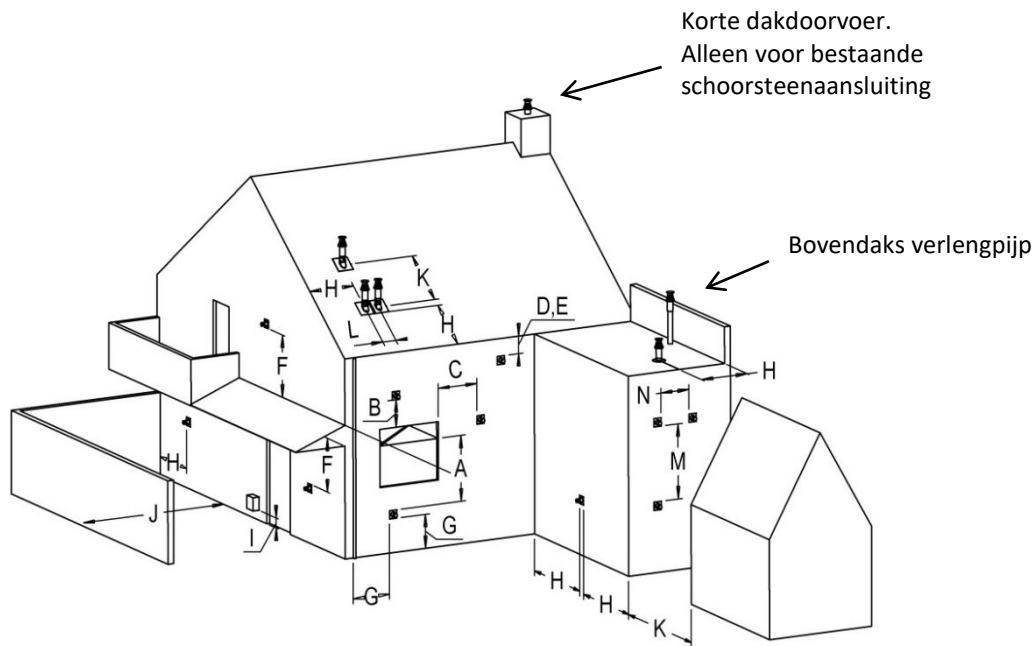 Korte dakdoorvoer.
Alleen voor bestaande
schoorsteenaansluiting
Bovendaks verlengpijp
K
H
D,E
L
H
F
C
H
B
N
F
A
M
H
J
I
G
G
H
H
K